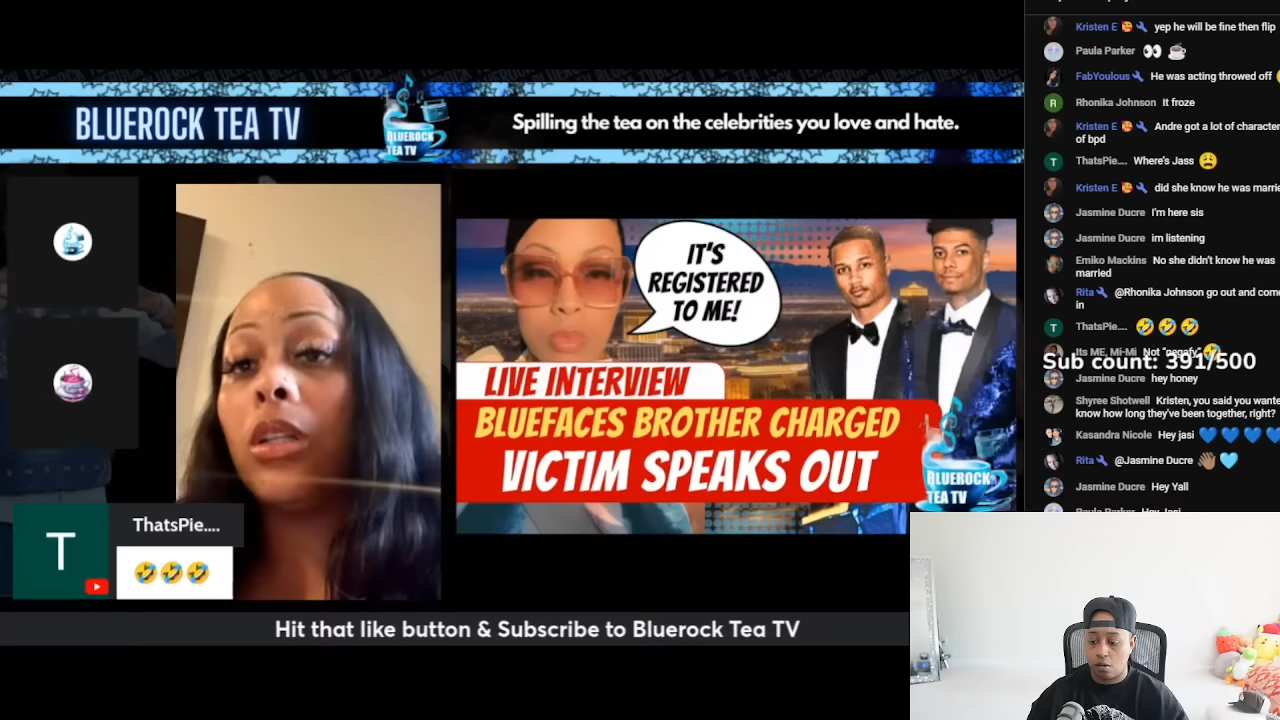 BLUEROCK TEA TV
BLUEROCK
TEA TV
Spilling the tea on the celebrities you love and hate.
IT'S
REGISTERED
TO ME!
LIVE INTERVIEW
BLUEFACES BROTHER CHARGED
VICTIM SPEAKS OUT
BLUEROCK
TEA TV
T
ThatsPie....
🤣🤣🤣
Hit that like button & Subscribe to Bluerock Tea TV
Kristen E 🥰 🔧 yep he will be fine then flip
Paula Parker 👀 ☕
FabYoulous 🔧 He was acting throwed off
R
Rhonika Johnson It froze
Kristen E 🥰 🔧 Andre got a lot of character
of bpd
T
ThatsPie.... Where's Jass 😩
Kristen E 🥰 🔧 did she know he was marri
Jasmine Ducre I'm here sis
Jasmine Ducre im listening
Emiko Mackins No she didn't know he was
married
Rita 🔧 @Rhonika Johnson go out and com
in
T
ThatsPie.... 🤣 🤣 🤣
Its ME, Mi-Mi Not "negafy" 🤣
Sub count: 391/500
Jasmine Ducre hey honey
Shyree Shotwell Kristen, you said you wante
know how long they've been together, right?
Kasandra Nicole Hey jasi 💙 💙 💙 💙
Rita 🔧 @Jasmine Ducre 👋🏾 🩵
Jasmine Ducre Hey Yall